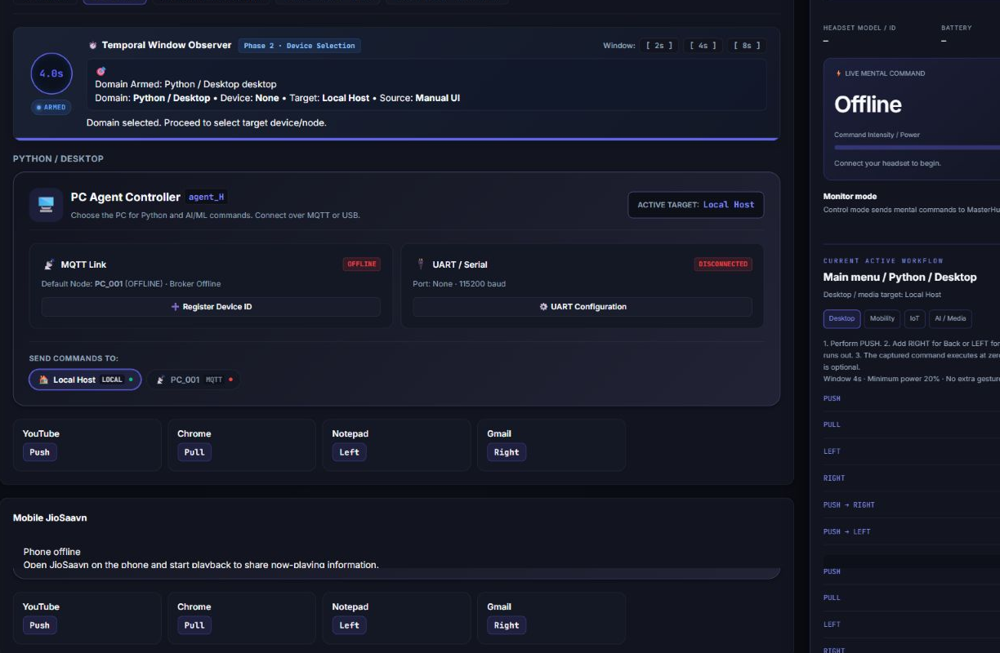 Temporal Window Observer
Phase 2 · Device Selection
Window: [ 2s ] [ 4s ] [ 8s ]
4.0s
ARMED
Domain Armed: Python / Desktop desktop
Domain: Python / Desktop • Device: None • Target: Local Host • Source: Manual UI
Domain selected. Proceed to select target device/node.
PYTHON / DESKTOP
PC Agent Controller agent_H
Choose the PC for Python and AI/ML commands. Connect over MQTT or USB.
ACTIVE TARGET: Local Host
MQTT Link
OFFLINE
Default Node: PC_001 (OFFLINE) · Broker Offline
Register Device ID
UART / Serial
DISCONNECTED
Port: None · 115200 baud
UART Configuration
SEND COMMANDS TO:
Local Host LOCAL
PC_001 MQTT
YouTube
Push
Chrome
Pull
Notepad
Left
Gmail
Right
Mobile JioSaavn
Phone offline
Open JioSaavn on the phone and start playback to share now-playing information.
YouTube
Push
Chrome
Pull
Notepad
Left
Gmail
Right
HEADSET MODEL / ID
–
BATTERY
–
LIVE MENTAL COMMAND
Offline
Command Intensity / Power
Connect your headset to begin.
Monitor mode
Control mode sends mental commands to MasterHu
CURRENT ACTIVE WORKFLOW
Main menu / Python / Desktop
Desktop / media target: Local Host
Desktop
Mobility
IoT
AI / Media
1. Perform PUSH. 2. Add RIGHT for Back or LEFT for
runs out. 3. The captured command executes at zero
is optional.
Window 4s · Minimum power 20% · No extra gesture
PUSH
PULL
LEFT
RIGHT
PUSH → RIGHT
PUSH → LEFT
PUSH
PULL
LEFT
RIGHT